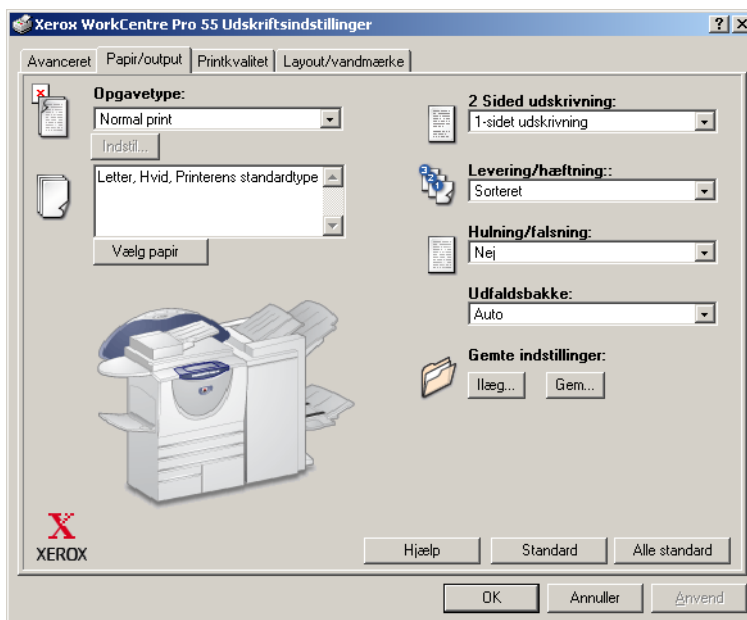 Xerox WorkCentre Pro 55 Udskriftsindstillinger
Avanceret
Papir/output
Printkvalitet
Layout/vandmærke
Opgavetype:
Normal print
Indstil...
Letter, Hvid, Printerens standardtype
Vælg papir
2 Sided udskrivning:
1-sidet udskrivning
Levering/hæftning::
Sorteret
Hulning/falsning:
Nej
Udfaldsbakke:
Auto
Gemte indstillinger:
Ilæg...
Gem...
X
XEROX
Hjælp
Standard
Alle standard
OK
Annuller
Anvend